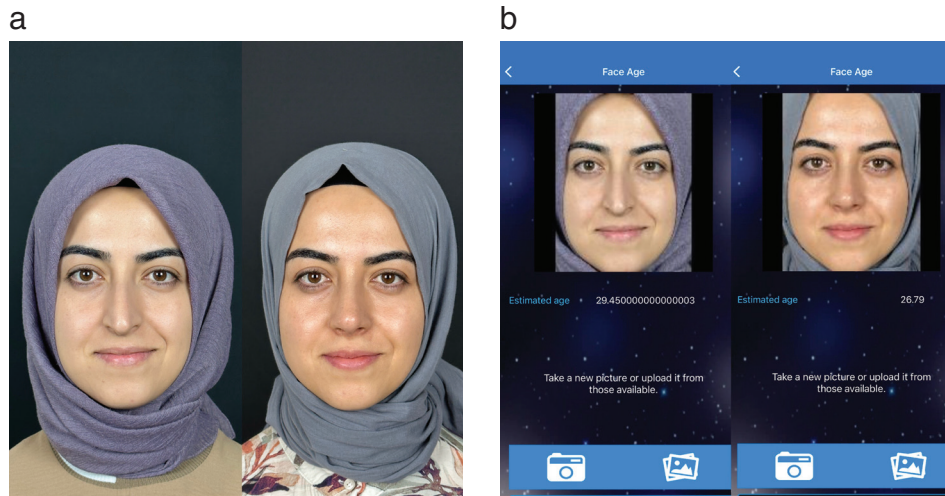 a
b
Face Age
Face Age
Estimated age 29.450000000000003
Estimated age 26.79
Take a new picture or upload it from
those available.
Take a new picture or upload it from
those available.